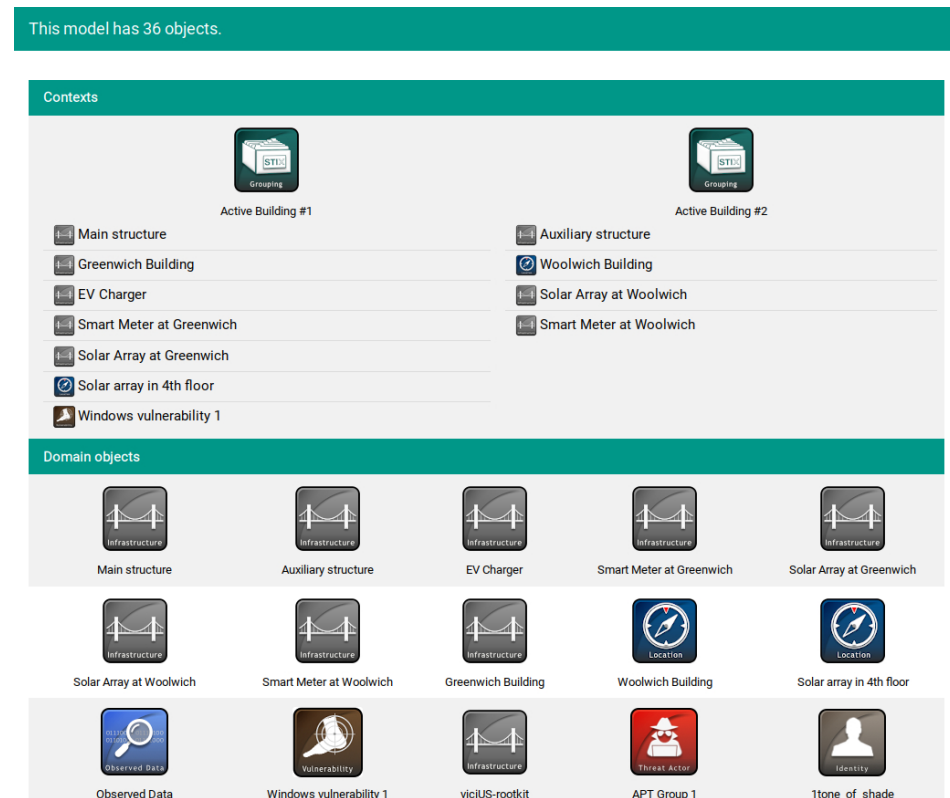 This model has 36 objects.
Contexts
STIX
Grouping
STIX
Grouping
Active Building #1
Active Building #2
Main structure
Auxiliary structure
Greenwich Building
Woolwich Building
EV Charger
Solar Array at Woolwich
Smart Meter at Greenwich
Smart Meter at Woolwich
Solar Array at Greenwich
Solar array in 4th floor
Windows vulnerability 1
Domain objects
Infrastructure
Infrastructure
Infrastructure
Infrastructure
Infrastructure
Main structure
Auxiliary structure
EV Charger
Smart Meter at Greenwich
Solar Array at Greenwich
Infrastructure
Infrastructure
Infrastructure
Location
Location
Solar Array at Woolwich
Smart Meter at Woolwich
Greenwich Building
Woolwich Building
Solar array in 4th floor
Observed Data
Vulnerability
Infrastructure
Threat Actor
Identity
Observed Data
Windows vulnerability 1
viciUS-rootkit
APT Group 1
1tone_of_shade